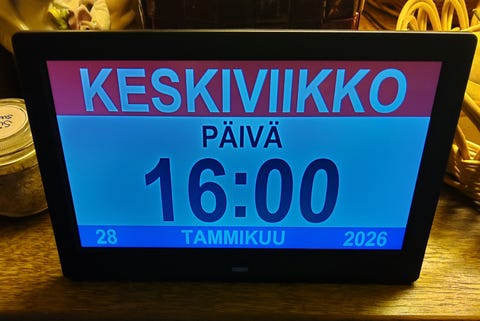 KESKIVIIKKO
PÄIVÄ
16:00
28 TAMMIKUU 2026